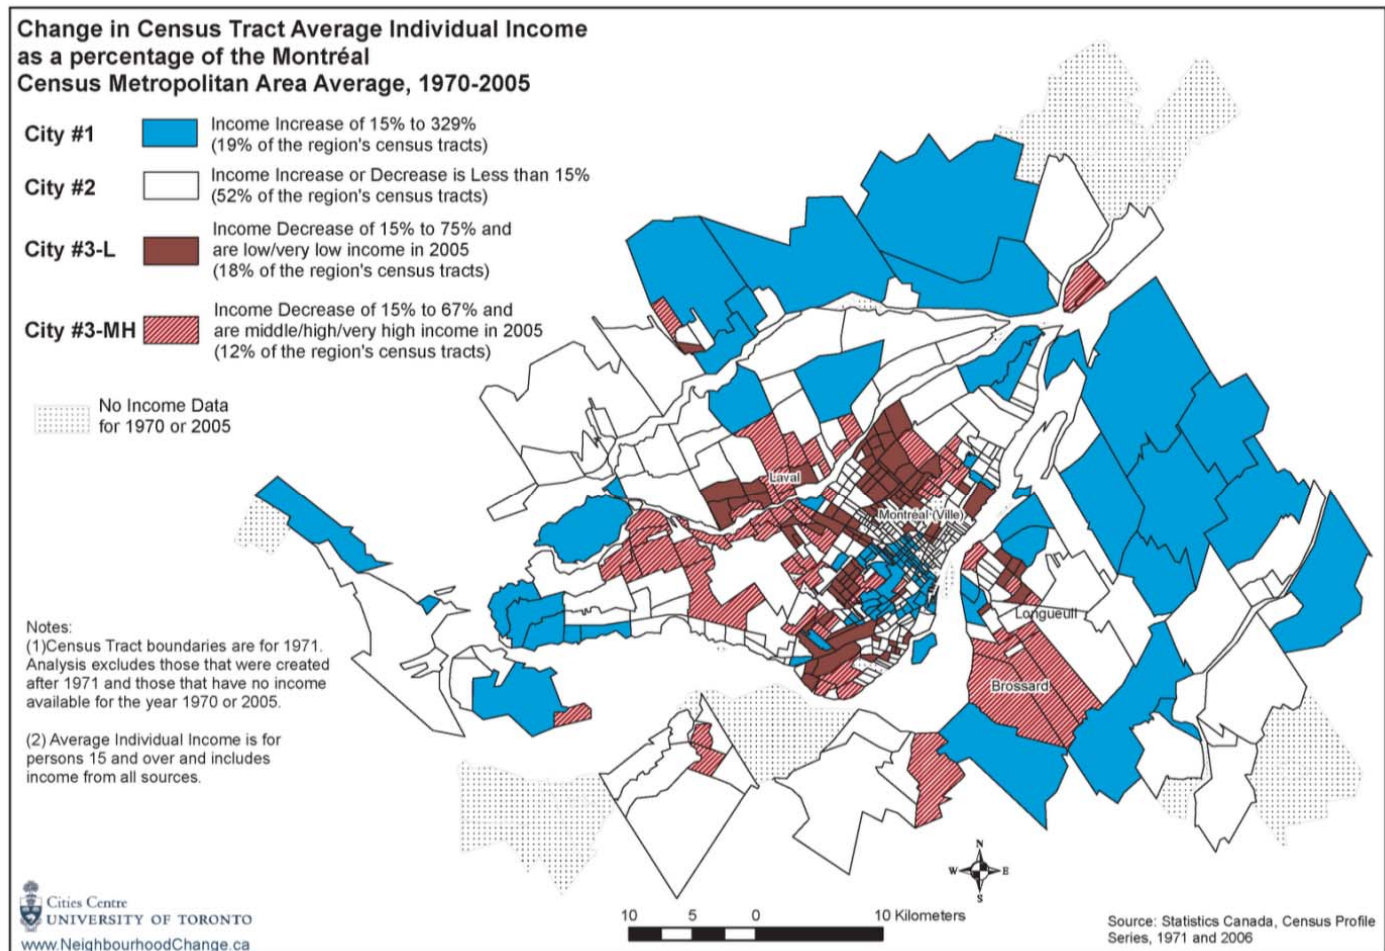 Change in Census Tract Average Individual Income
as a percentage of the Montréal
Census Metropolitan Area Average, 1970-2005
City #1
Income Increase of 15% to 329%
(19% of the region's census tracts)
City #2
Income Increase or Decrease is Less than 15%
(52% of the region's census tracts)
City #3-L
Income Decrease of 15% to 75% and
are low/very low income in 2005
(18% of the region's census tracts)
City #3-MH
Income Decrease of 15% to 67% and
are middle/high/very high income in 2005
(12% of the region's census tracts)
No Income Data
for 1970 or 2005
Laval
Montréal (Ville)
Longueuil
Brossard
Notes:
(1)Census Tract boundaries are for 1971.
Analysis excludes those that were created
after 1971 and those that have no income
available for the year 1970 or 2005.
(2) Average Individual Income is for
persons 15 and over and includes
income from all sources.
N
W E
S
Cities Centre
UNIVERSITY OF TORONTO
www.NeighbourhoodChange.ca
10 5 0 10 Kilometers
Source: Statistics Canada, Census Profile
Series, 1971 and 2006